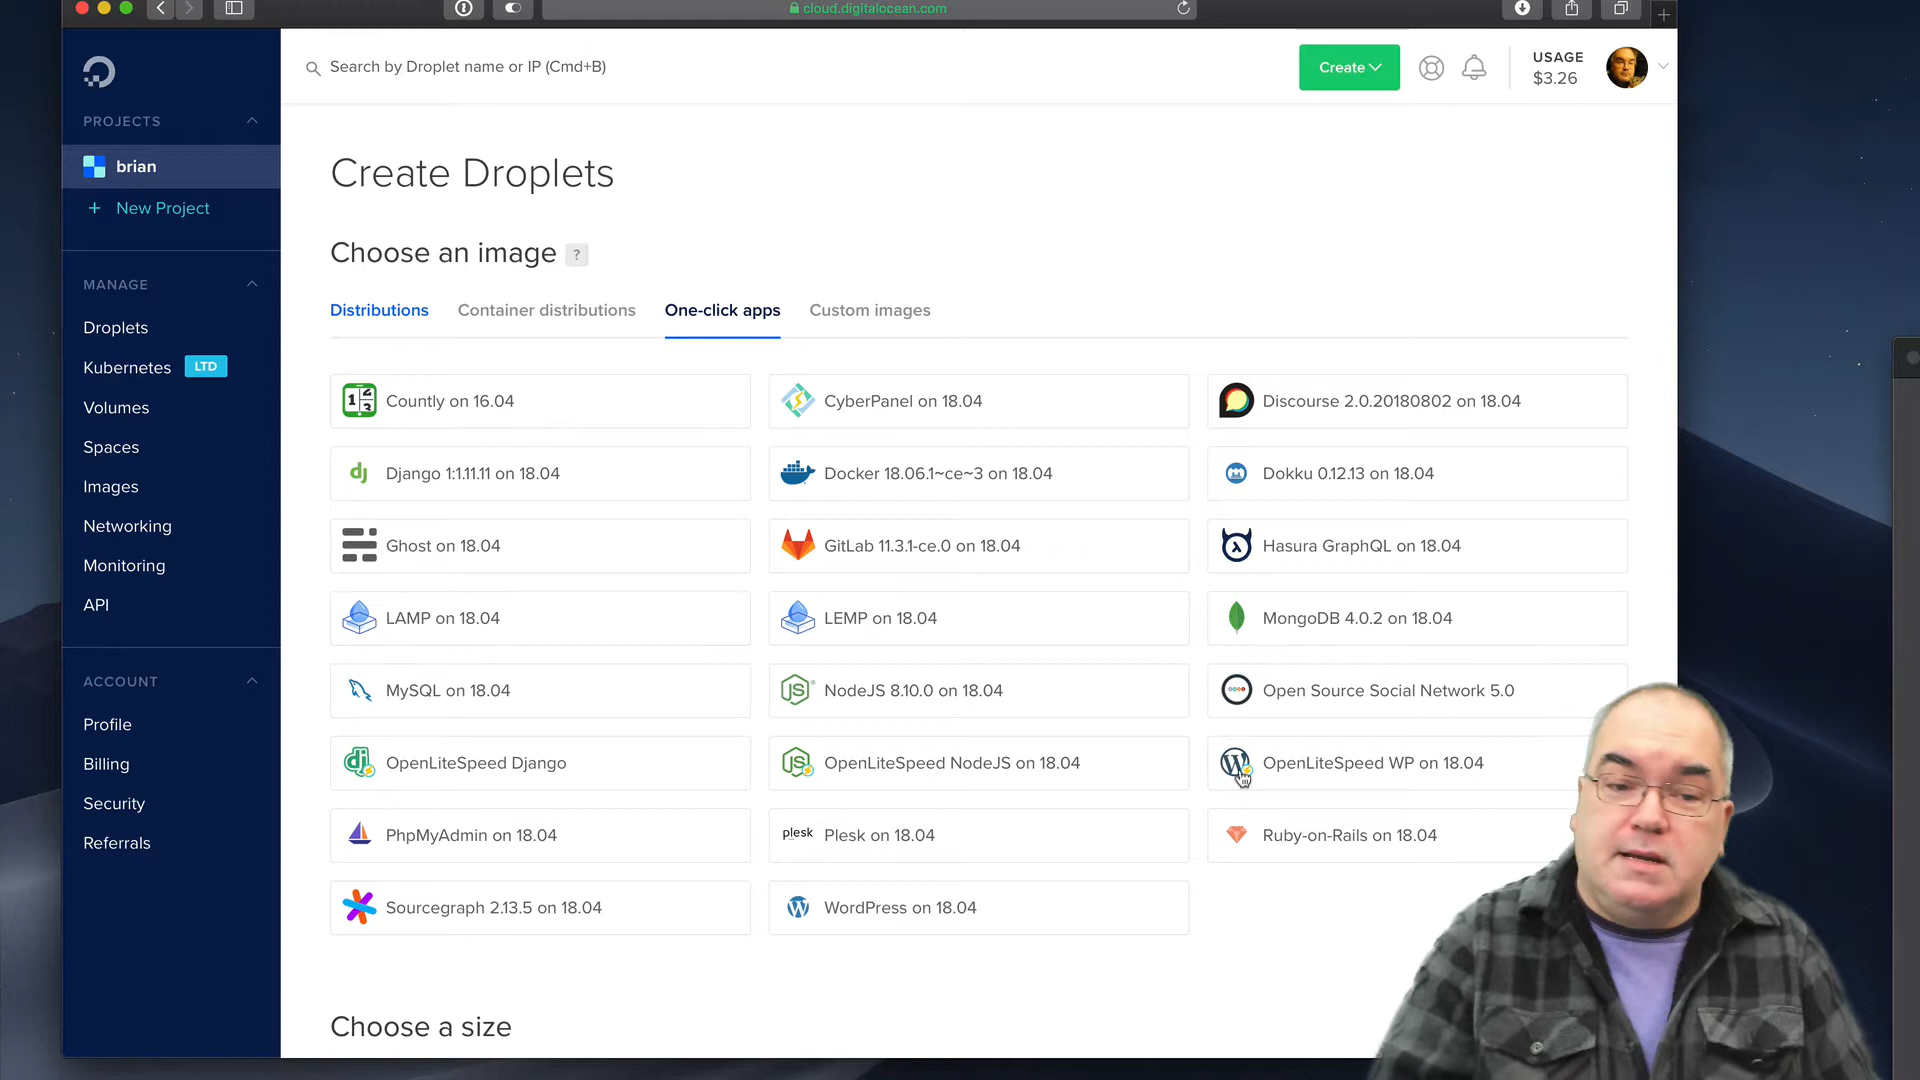 cloud.digitalocean.com
Search by Droplet name or IP (Cmd+B)
Create
USAGE
$3.26
PROJECTS
brian
+ New Project
MANAGE
Droplets
Kubernetes LTD
Volumes
Spaces
Images
Networking
Monitoring
API
ACCOUNT
Profile
Billing
Security
Referrals
Create Droplets
Choose an image ?
Distributions Container distributions One-click apps Custom images
Countly on 16.04
CyberPanel on 18.04
Discourse 2.0.20180802 on 18.04
dj Django 1:1.11.11 on 18.04
Docker 18.06.1~ce~3 on 18.04
Dokku 0.12.13 on 18.04
Ghost on 18.04
GitLab 11.3.1-ce.0 on 18.04
Hasura GraphQL on 18.04
LAMP on 18.04
LEMP on 18.04
MongoDB 4.0.2 on 18.04
MySQL on 18.04
JS NodeJS 8.10.0 on 18.04
Open Source Social Network 5.0
dj OpenLiteSpeed Django
JS OpenLiteSpeed NodeJS on 18.04
OpenLiteSpeed WP on 18.04
PhpMyAdmin on 18.04
plesk Plesk on 18.04
Ruby-on-Rails on 18.04
Sourcegraph 2.13.5 on 18.04
WordPress on 18.04
Choose a size